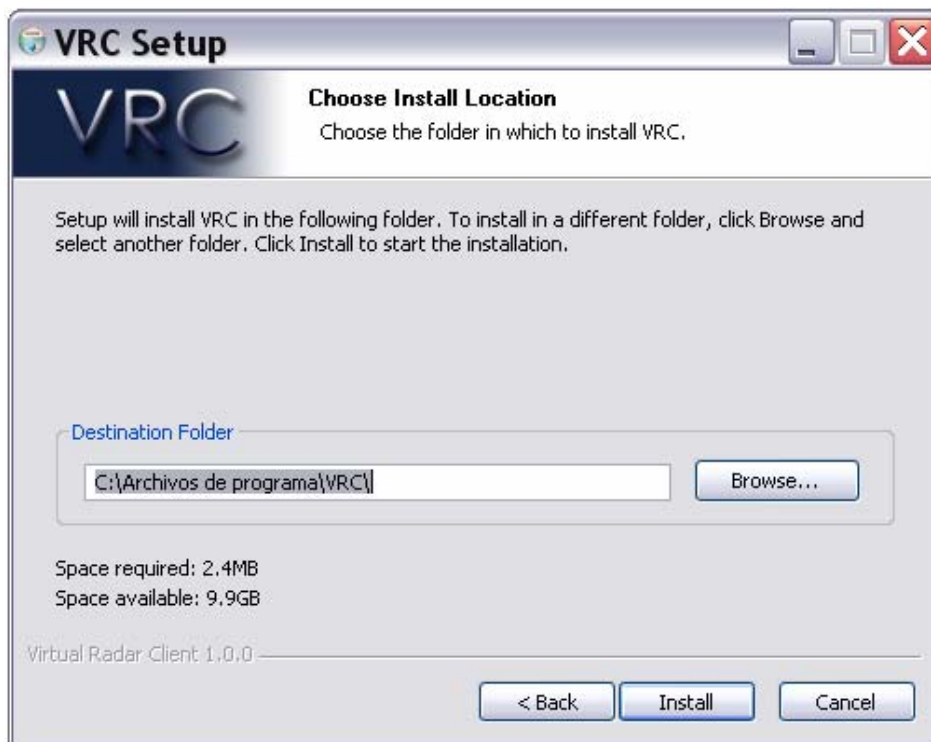 VRC Setup
VRC
Choose Install Location
Choose the folder in which to install VRC.
Setup will install VRC in the following folder. To install in a different folder, click Browse and
select another folder. Click Install to start the installation.
Destination Folder
C:\Archivos de programa\VRC\
Browse...
Space required: 2.4MB
Space available: 9.9GB
Virtual Radar Client 1.0.0
< Back
Install
Cancel